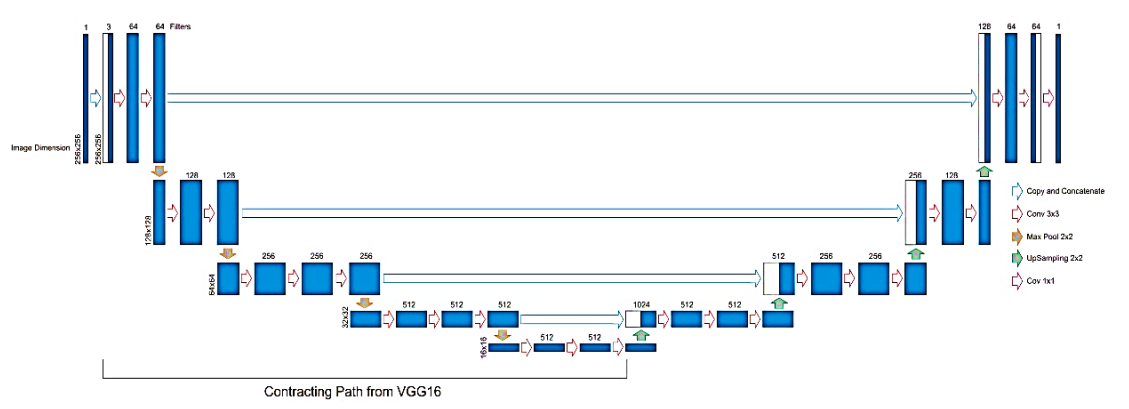 1 3 64 64 Filters 128 64 64 1
Image Dimension
256x256
256x256
128 128 256 128
128x128
Copy and Concatenate
Conv 3x3
Max Pool 2x2
UpSampling 2x2
Cov 1x1
256 256 256 512 256 256
64x64
512 512 512 1024 512 512
32x32
512 512
16x16
Contracting Path from VGG16